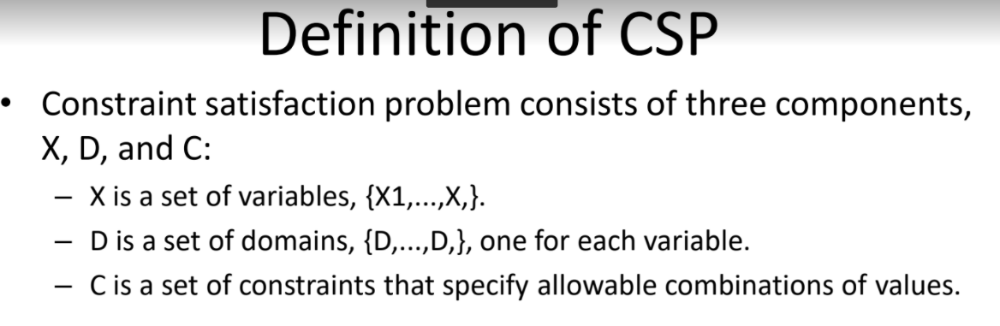 Definition of CSP
• Constraint satisfaction problem consists of three components,
X, D, and C:
– X is a set of variables, {X1,...,X,}.
– D is a set of domains, {D,...,D,}, one for each variable.
– C is a set of constraints that specify allowable combinations of values.